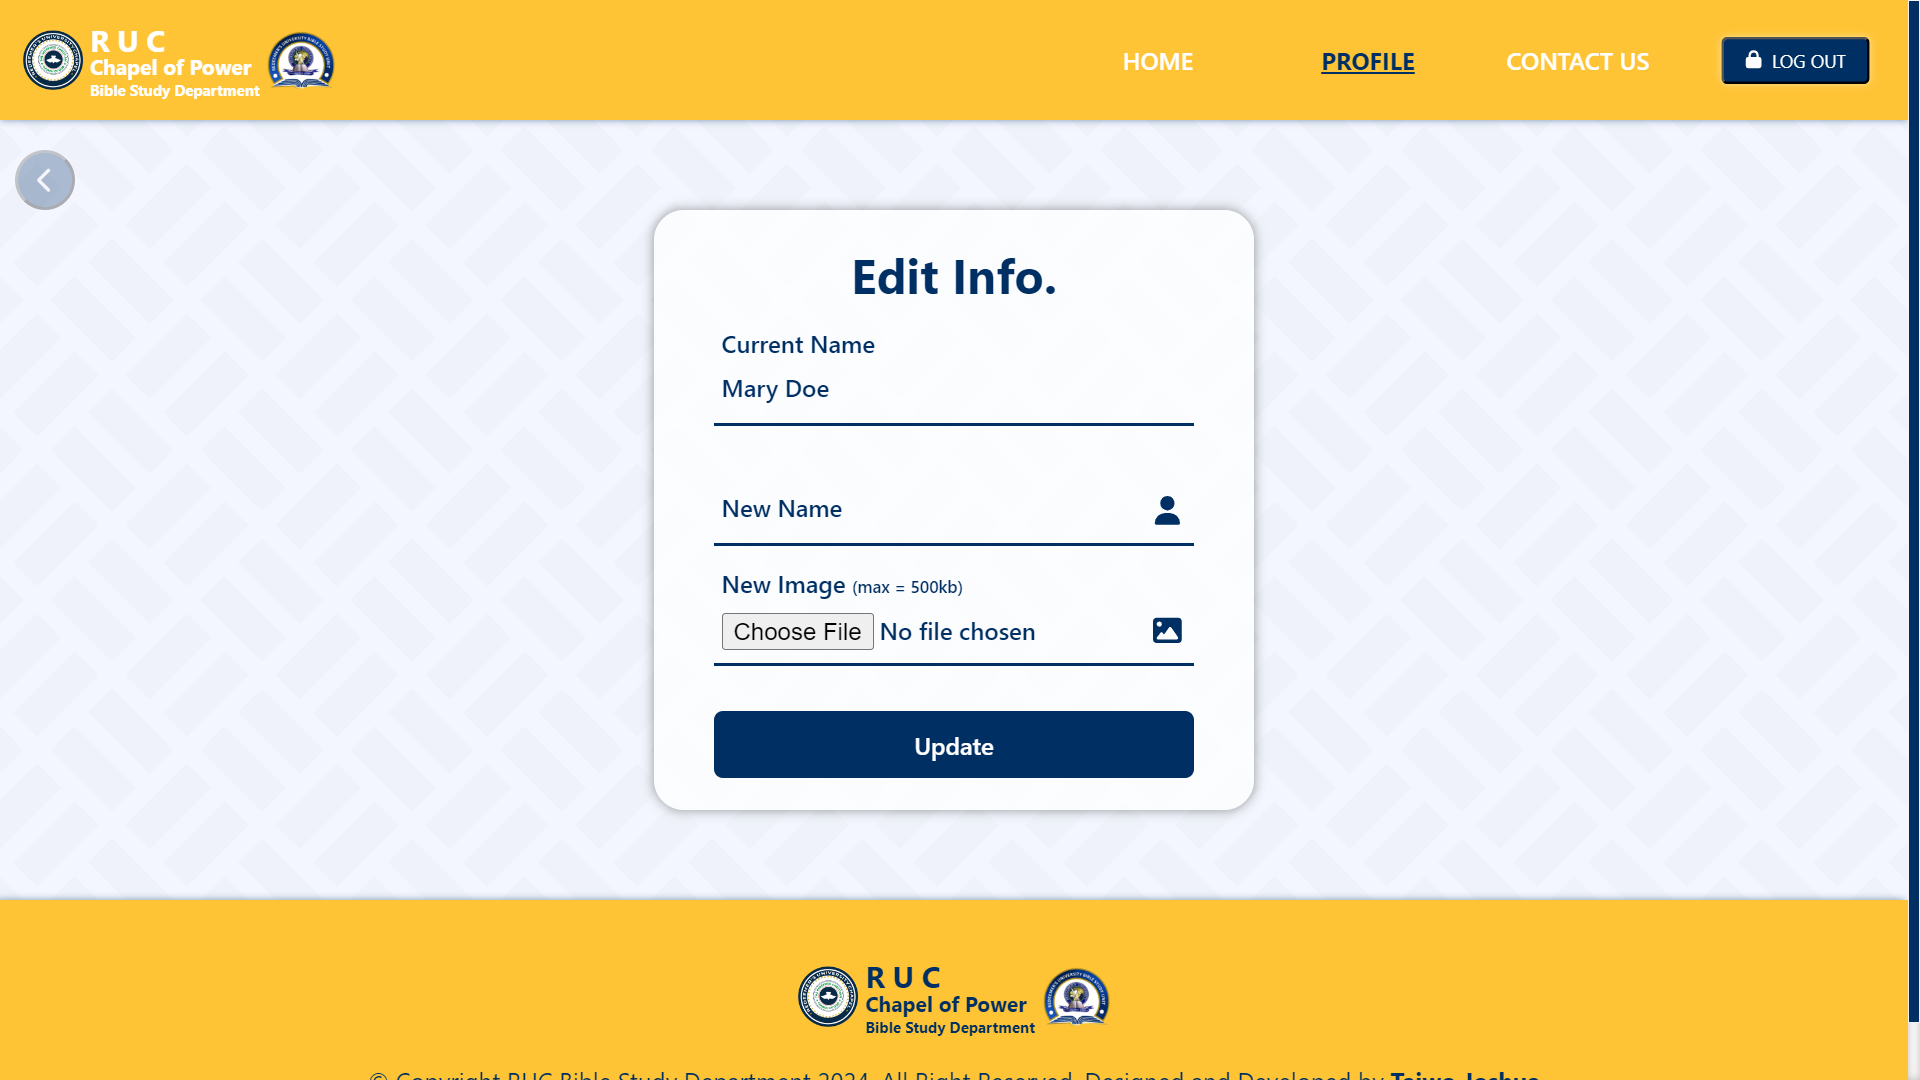 R U C
Chapel of Power
Bible Study Department
HOME
PROFILE
CONTACT US
LOG OUT
Edit Info.
Current Name
Mary Doe
New Name
New Image (max = 500kb)
Choose File No file chosen
Update
R U C
Chapel of Power
Bible Study Department
© Copyright RUC Bible Study Department 2024. All Right Reserved. Designed and Developed by Taiwo Joshua